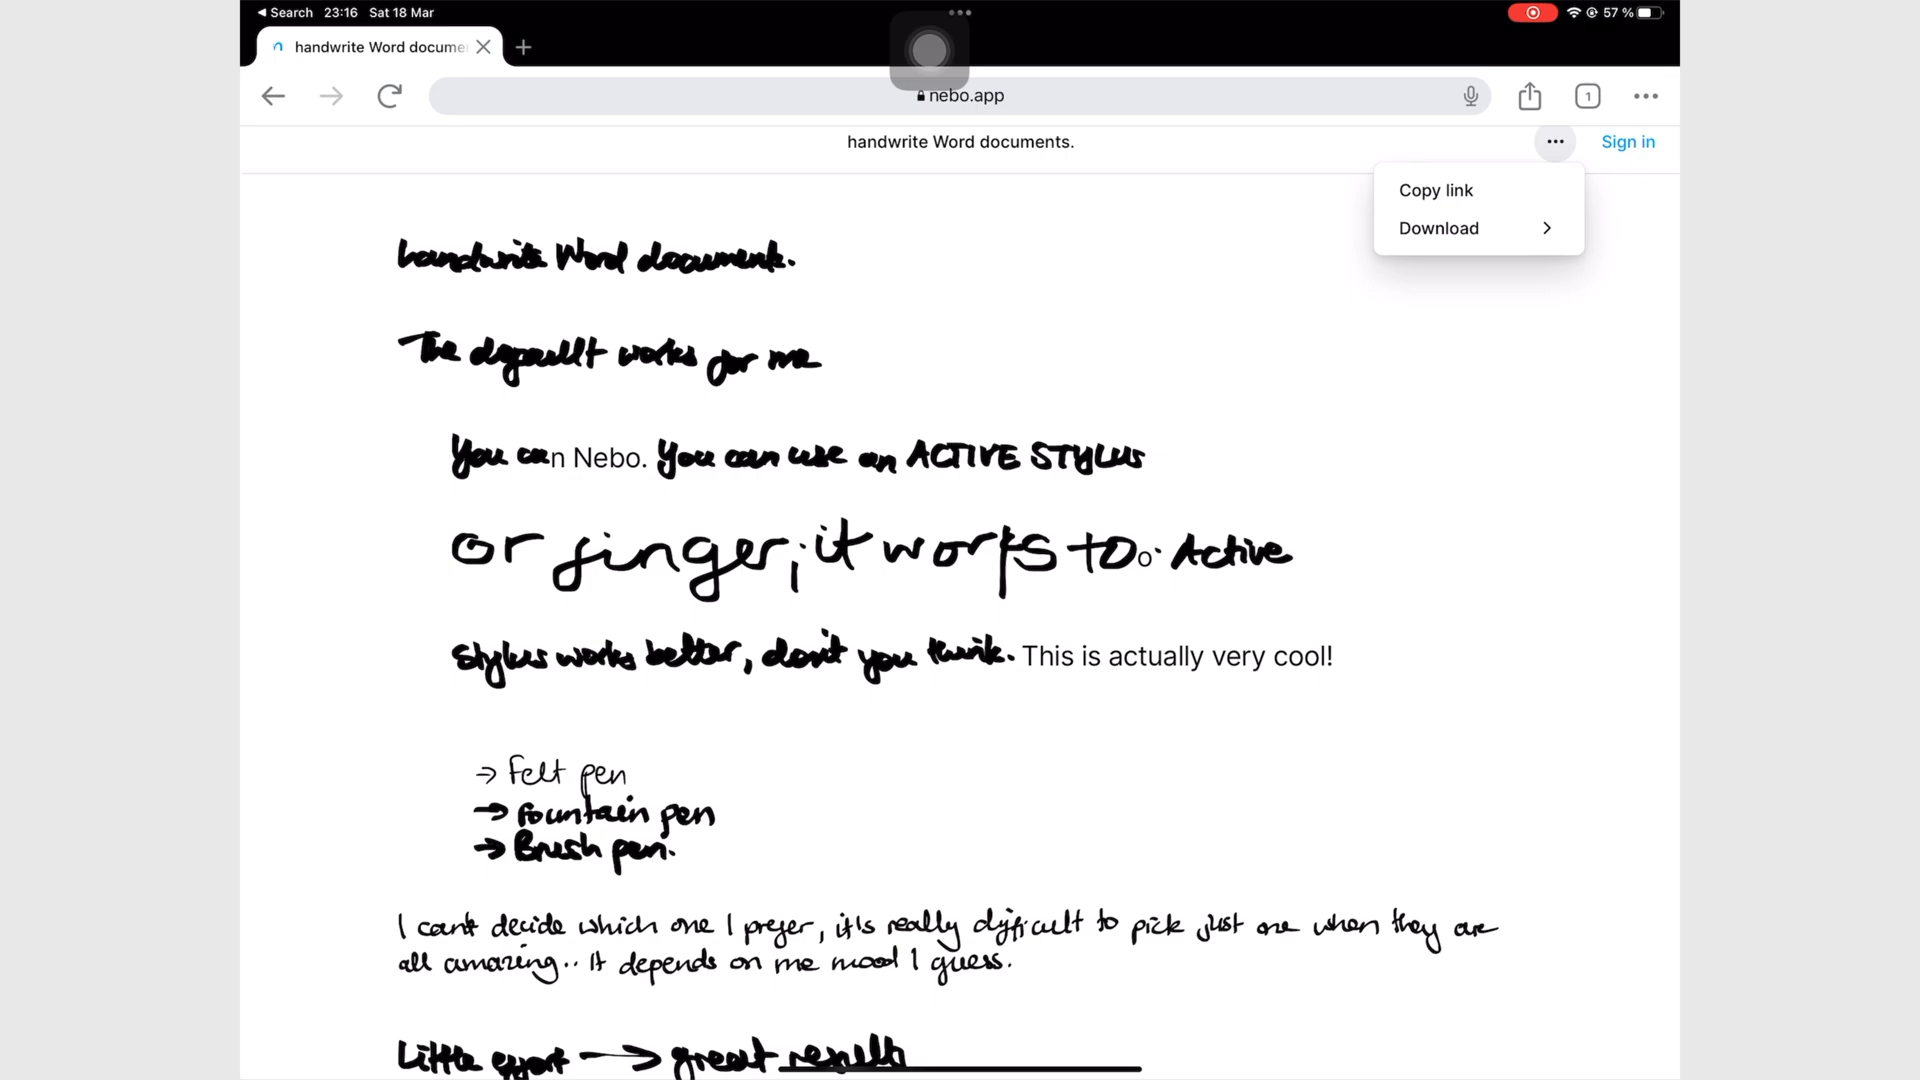 Search 23:16 Sat 18 Mar
57 %
handwrite Word docume
nebo.app
1
handwrite Word documents.
Sign in
Copy link
Download
handwrite Word documents.
The depaullt works for me
You can Nebo. You can use an ACTIVE STYLUS
or finger, it works too. Active
Stylus works better, don't you think. This is actually very cool!
→ Felt pen
→ Fountain pen
→ Brush pen.
I can't decide which one I prefer, it's really difficult to pick just one when they are
all amazing.. It depends on me mood I guess.
Little effort → great results